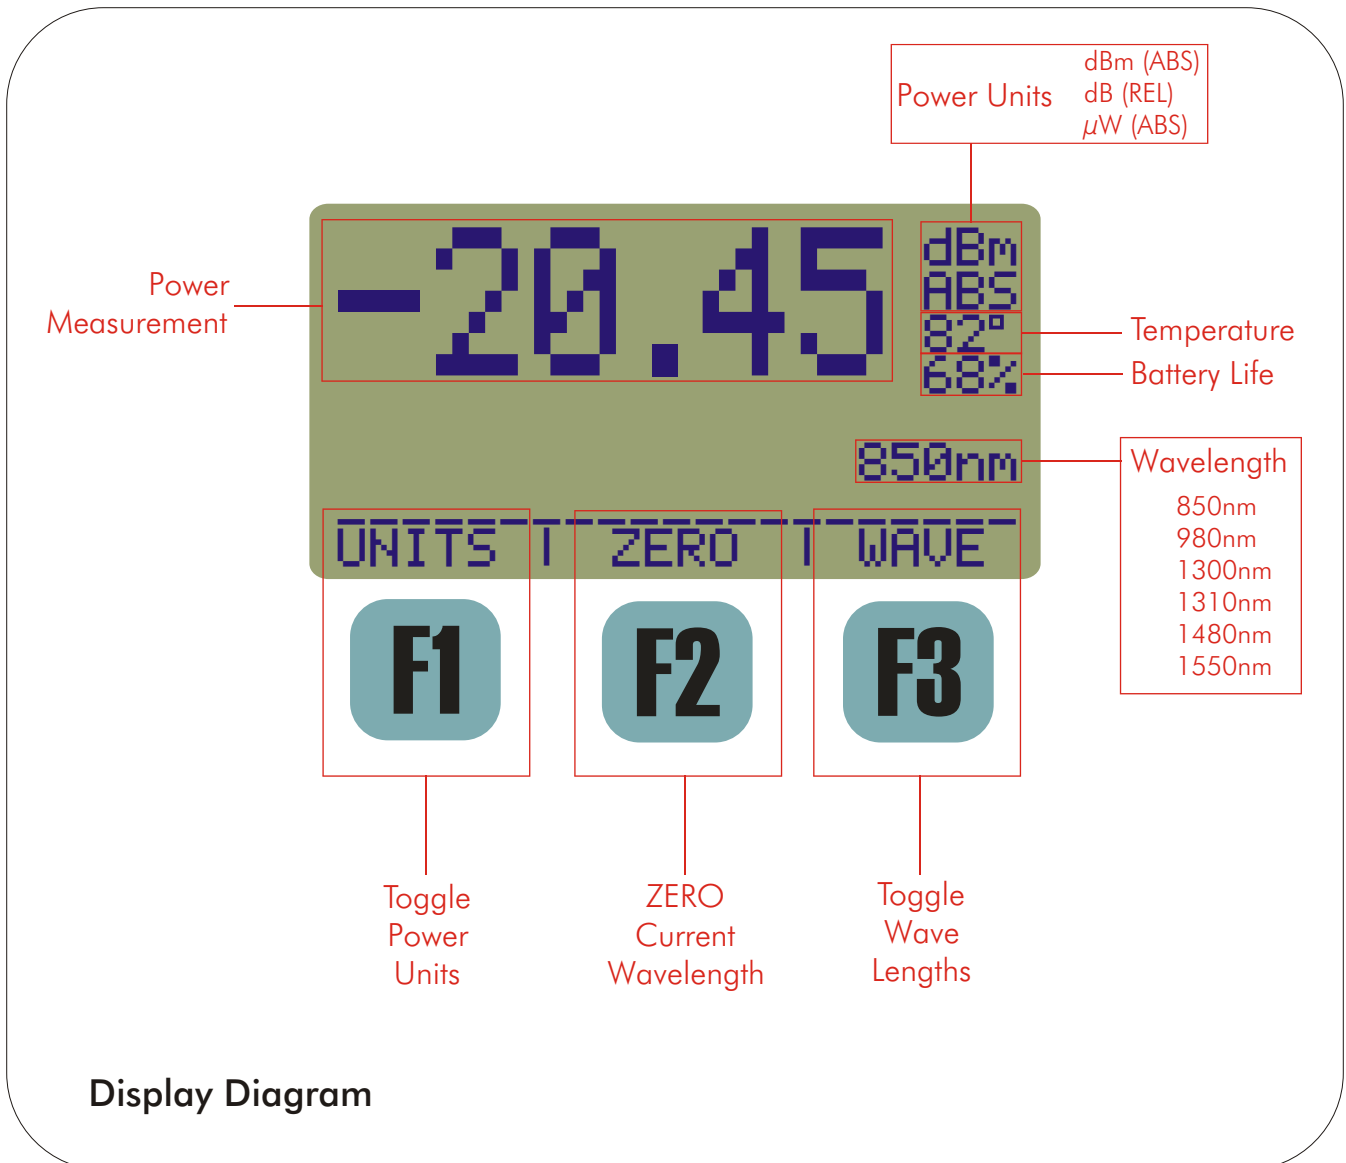 dBm (ABS)
Power Units dB (REL)
µW (ABS)
-20.45
dBm
ABS
82°
68%
Power
Measurement
Temperature
Battery Life
850nm
Wavelength
850nm
980nm
1300nm
1310nm
1480nm
1550nm
UNITS | ZERO | WAVE
F1 F2 F3
Toggle
Power
Units
ZERO
Current
Wavelength
Toggle
Wave
Lengths
Display Diagram